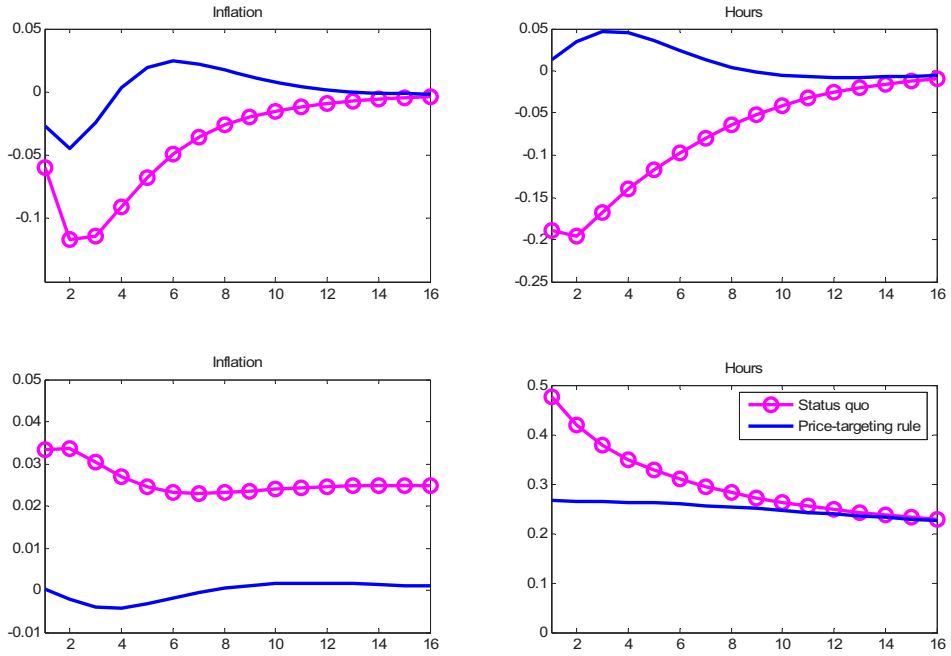 Inflation
0.05
0
-0.05
-0.1
2 4 6 8 10 12 14 16
Hours
0.05
0
-0.05
-0.1
-0.15
-0.2
-0.25
2 4 6 8 10 12 14 16
Inflation
0.05
0.04
0.03
0.02
0.01
0
-0.01
2 4 6 8 10 12 14 16
Hours
0.5
0.4
0.3
0.2
0.1
0
2 4 6 8 10 12 14 16
Status quo
Price-targeting rule